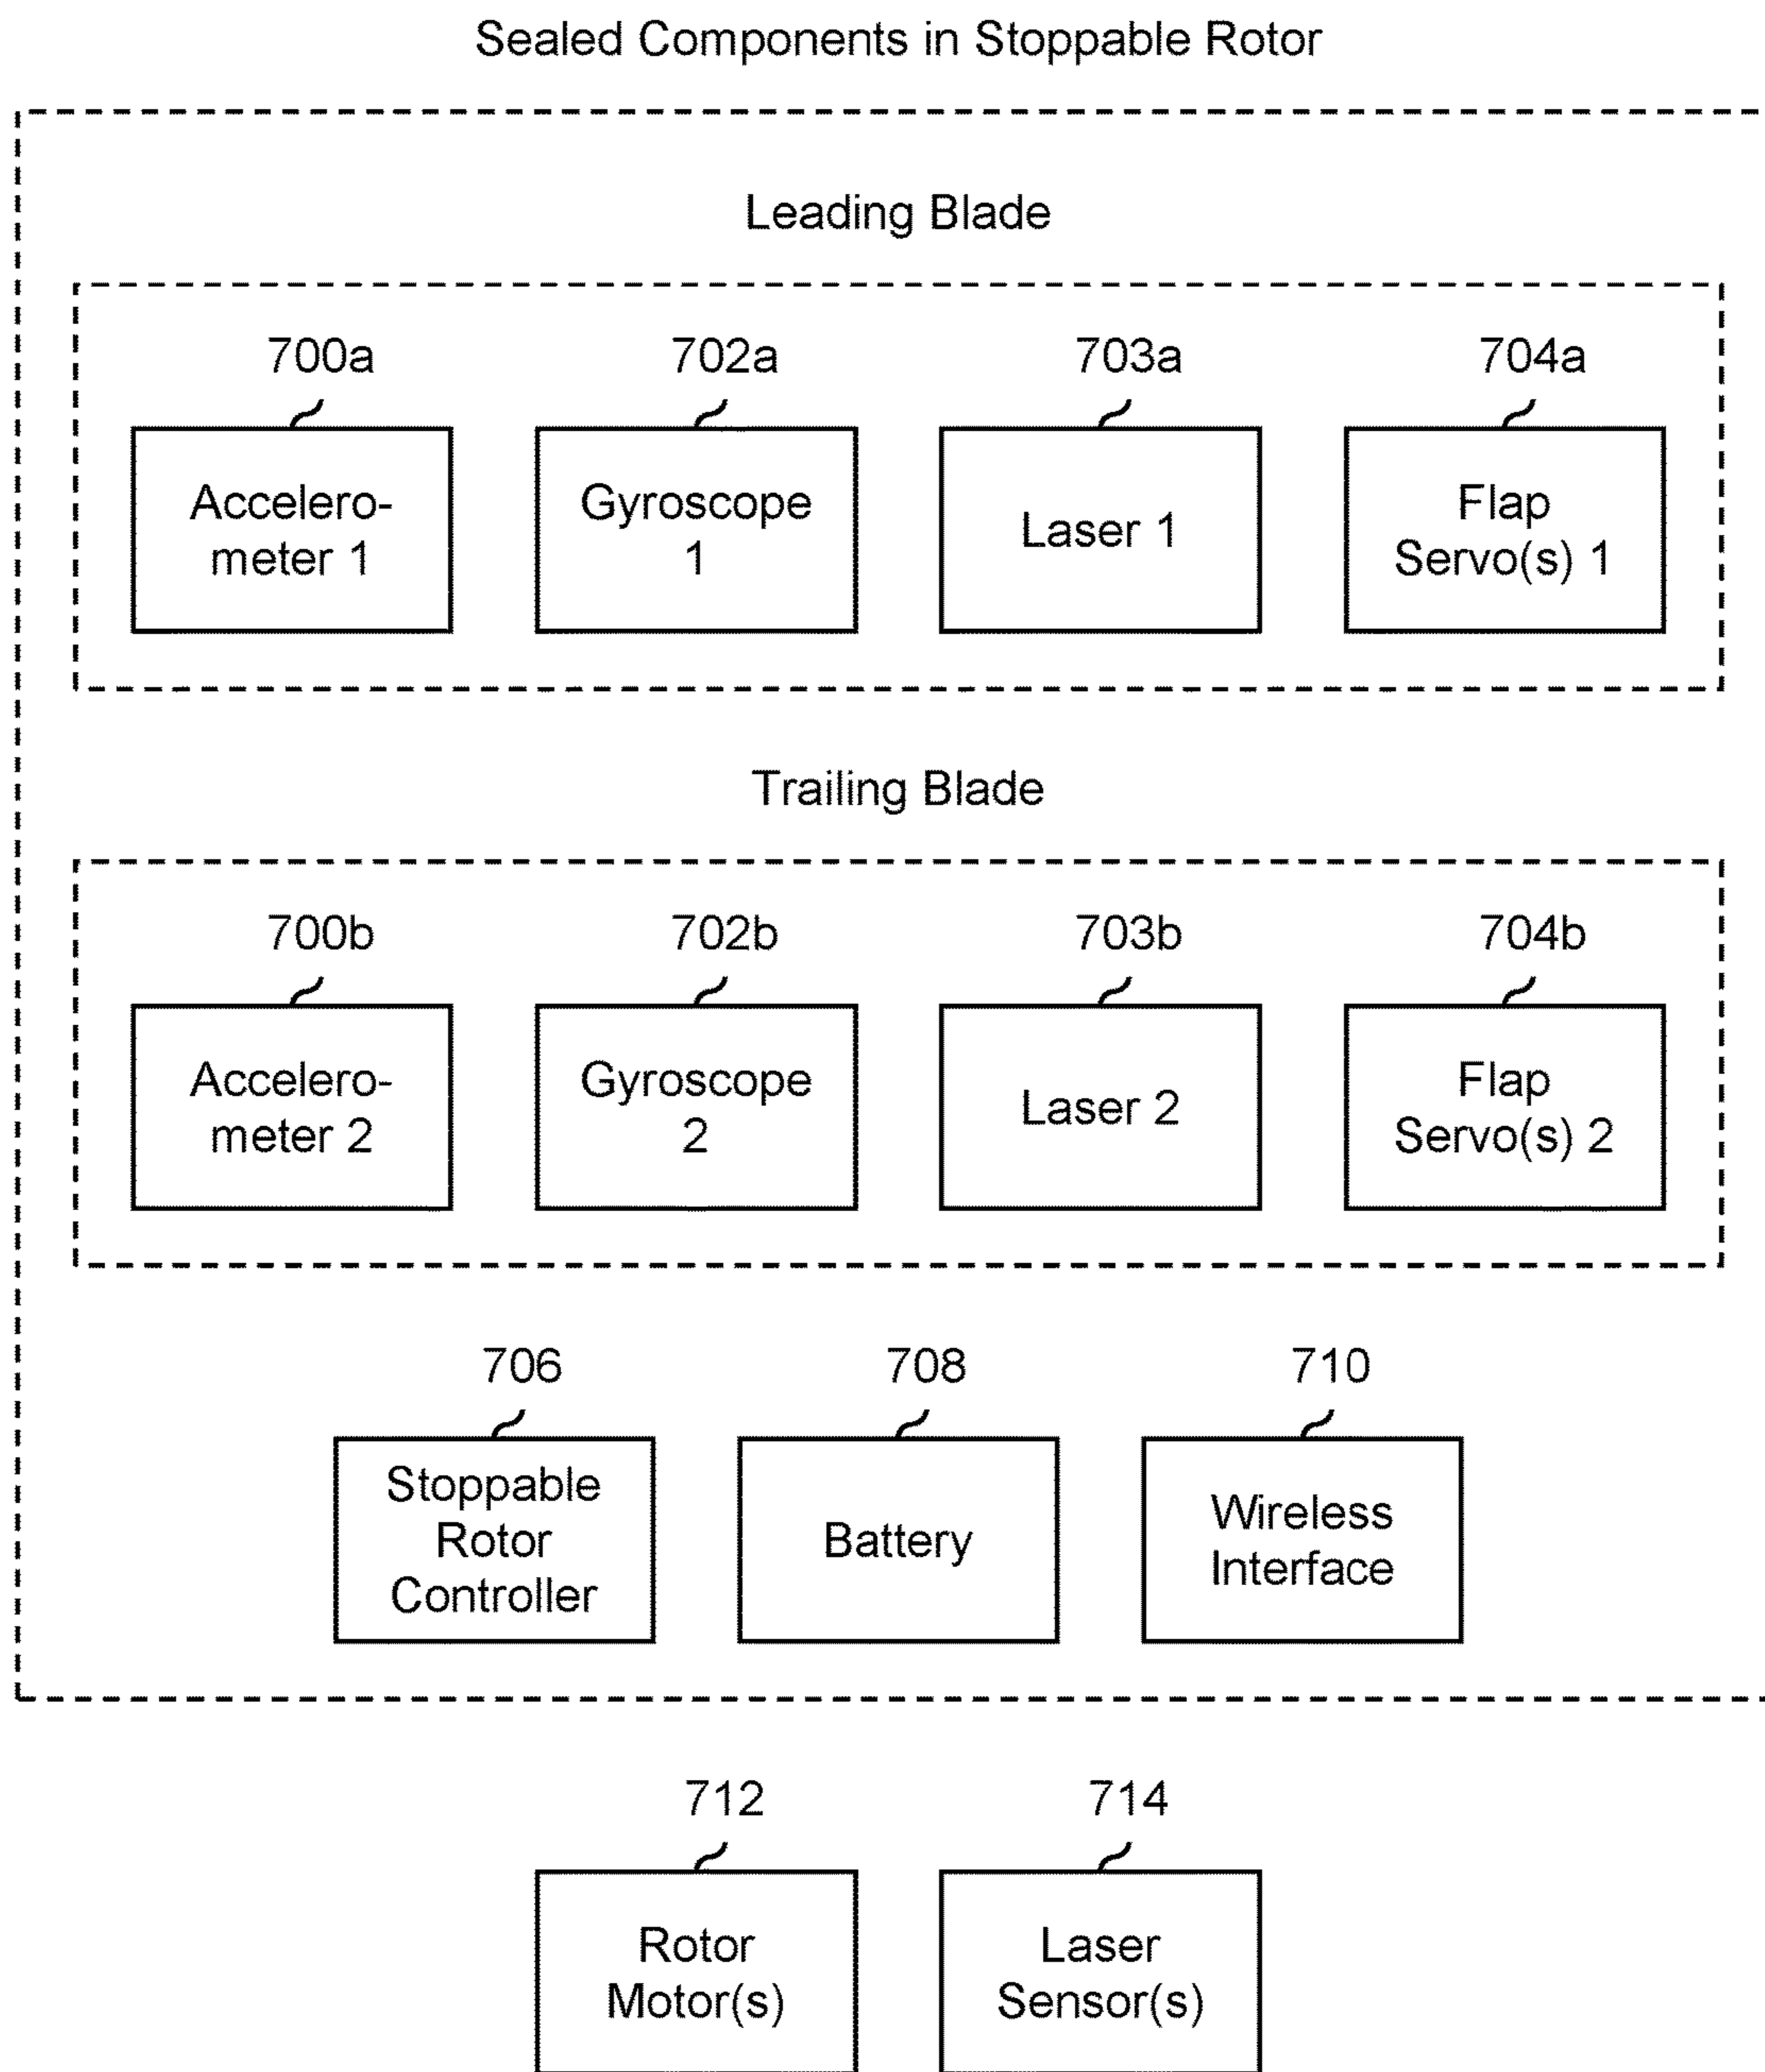 Sealed Components in Stoppable Rotor
Leading Blade
700a
702a
703a
704a
Accelero-
meter 1
Gyroscope
1
Laser 1
Flap
Servo(s) 1
Trailing Blade
700b
702b
703b
704b
Accelero-
meter 2
Gyroscope
2
Laser 2
Flap
Servo(s) 2
706
708
710
Stoppable
Rotor
Controller
Battery
Wireless
Interface
712
714
Rotor
Motor(s)
Laser
Sensor(s)